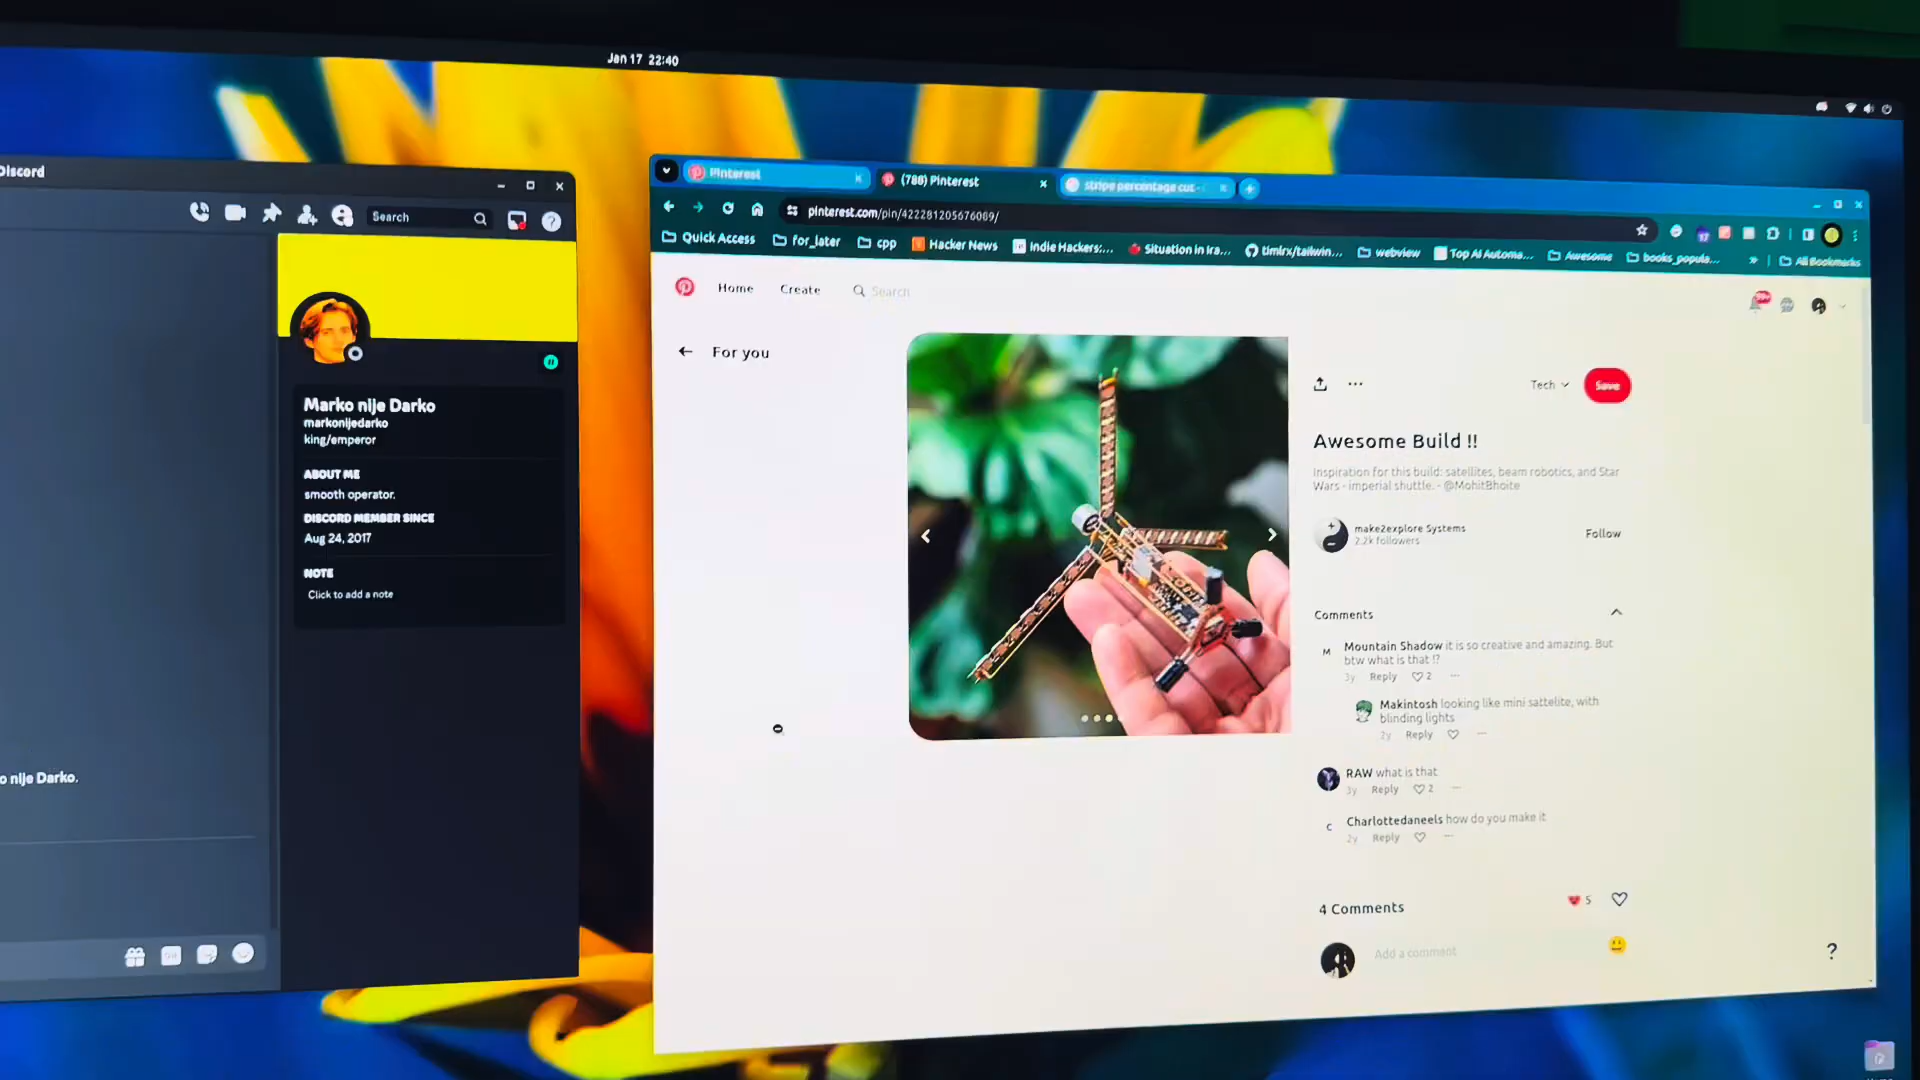 Jan 17 22:40
Discord
Search
Marko nije Darko
markonijedarko
king/emperor
ABOUT ME
smooth operator.
DISCORD MEMBER SINCE
Aug 24, 2017
NOTE
Click to add a note
o nije Darko.
Pinterest
(780) Pinterest
stripe percentage cut -
pinterest.com/pin/422281205676069/
Quick Access
for_later
cpp
Hacker News
Indie Hackers:...
Situation in Ira...
timlrx/tailwin...
webview
Top AI Automa...
Awesome
books_popula...
»
All Bookmarks
Home
Create
Search
99+
For you
Tech
Save
Awesome Build !!
Inspiration for this build: satellites, beam robotics, and Star
Wars - imperial shuttle. - @MohitBhoite
make2explore Systems
2.2k followers
Follow
Comments
M
Mountain Shadow it is so creative and amazing. But
btw what is that !?
3y Reply 2 ...
Makintosh looking like mini sattelite, with
blinding lights
2y Reply ...
RAW what is that
3y Reply 2 ...
C
Charlottedaneels how do you make it
2y Reply ...
4 Comments
5
Add a comment
?